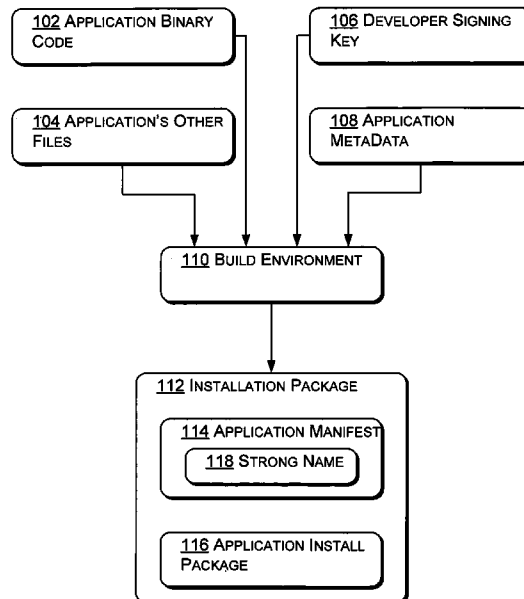 102 APPLICATION BINARY
CODE
106 DEVELOPER SIGNING
KEY
104 APPLICATION'S OTHER
FILES
108 APPLICATION
METADATA
110 BUILD ENVIRONMENT
112 INSTALLATION PACKAGE
114 APPLICATION MANIFEST
118 STRONG NAME
116 APPLICATION INSTALL
PACKAGE